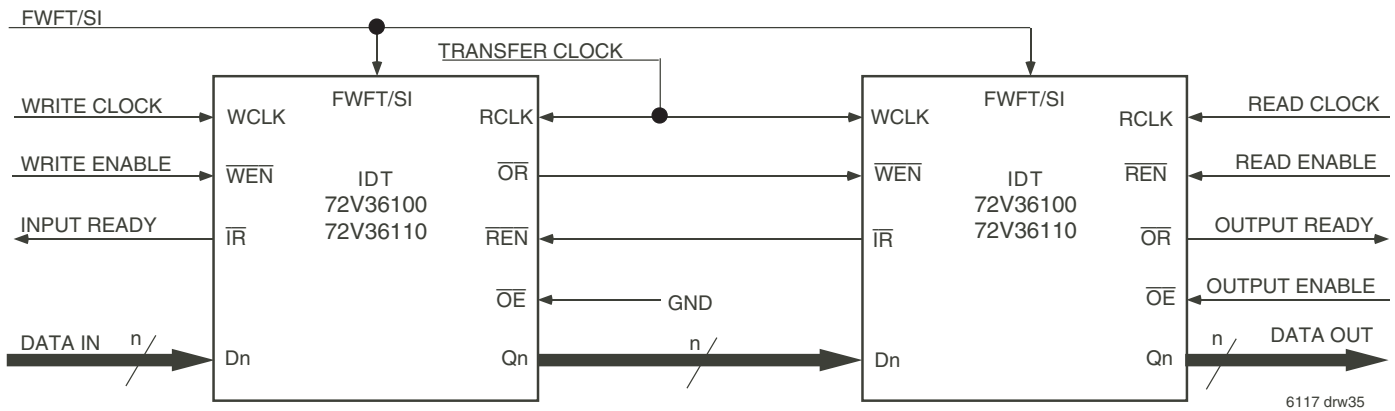 FWFT/SI
TRANSFER CLOCK
FWFT/SI
FWFT/SI
WRITE CLOCK
WCLK
RCLK
WCLK
RCLK
READ CLOCK
WRITE ENABLE
WEN
OR
WEN
REN
READ ENABLE
IDT
72V36100
72V36110
IDT
72V36100
72V36110
INPUT READY
IR
REN
IR
OR
OUTPUT READY
OE
GND
OE
OUTPUT ENABLE
DATA IN
n
Dn
Qn
n
Dn
Qn
n
DATA OUT
6117 drw35